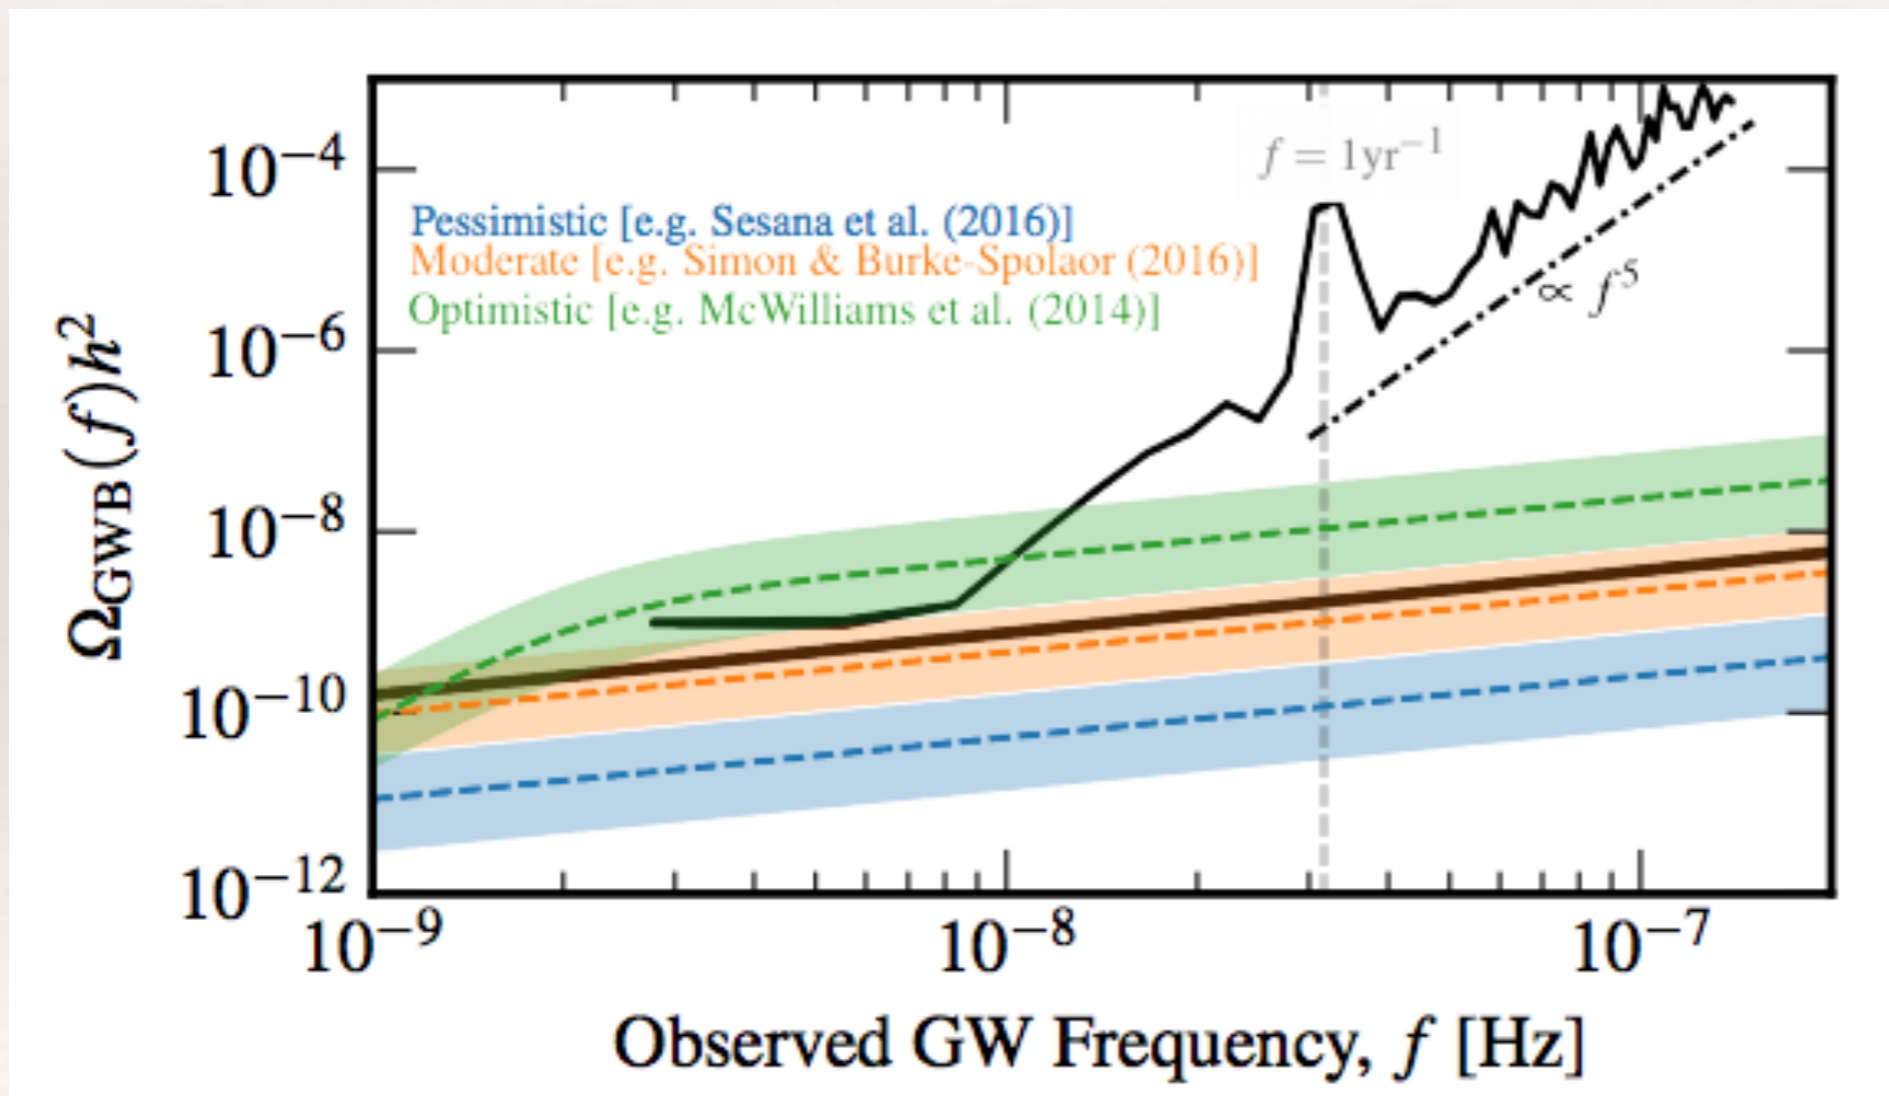 f = 1yr⁻¹
10⁻⁴
Pessimistic [e.g. Sesana et al. (2016)]
Moderate [e.g. Simon & Burke-Spolaor (2016)]
Optimistic [e.g. McWilliams et al. (2014)]
∝ f⁵
10⁻⁶
10⁻⁸
10⁻¹⁰
10⁻¹²
Ω_GWB(f)h²
10⁻⁹ 10⁻⁸ 10⁻⁷
Observed GW Frequency, f [Hz]